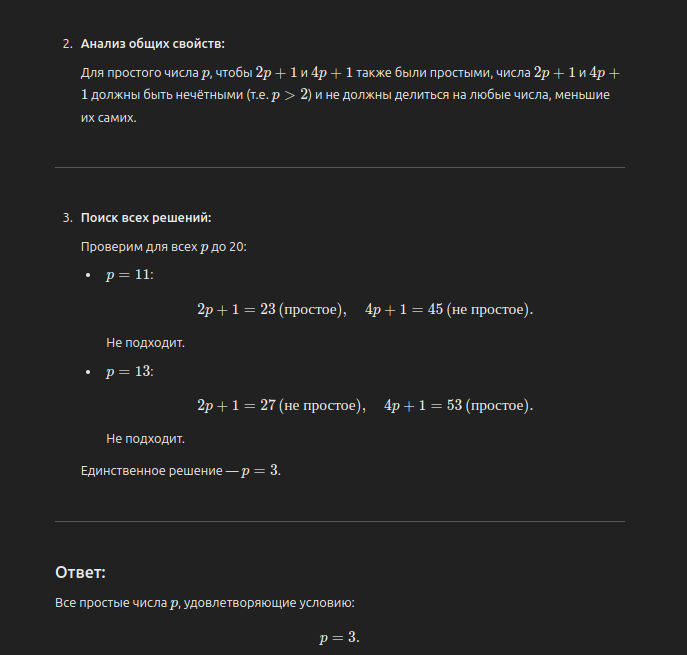 2. Анализ общих свойств:
Для простого числа p, чтобы 2p + 1 и 4p + 1 также были простыми, числа 2p + 1 и 4p +
1 должны быть нечётными (т.е. p > 2) и не должны делиться на любые числа, меньшие
их самих.
3. Поиск всех решений:
Проверим для всех p до 20:
• p = 11:
2p + 1 = 23 (простое), 4p + 1 = 45 (не простое).
Не подходит.
• p = 13:
2p + 1 = 27 (не простое), 4p + 1 = 53 (простое).
Не подходит.
Единственное решение — p = 3.
Ответ:
Все простые числа p, удовлетворяющие условию:
p = 3.